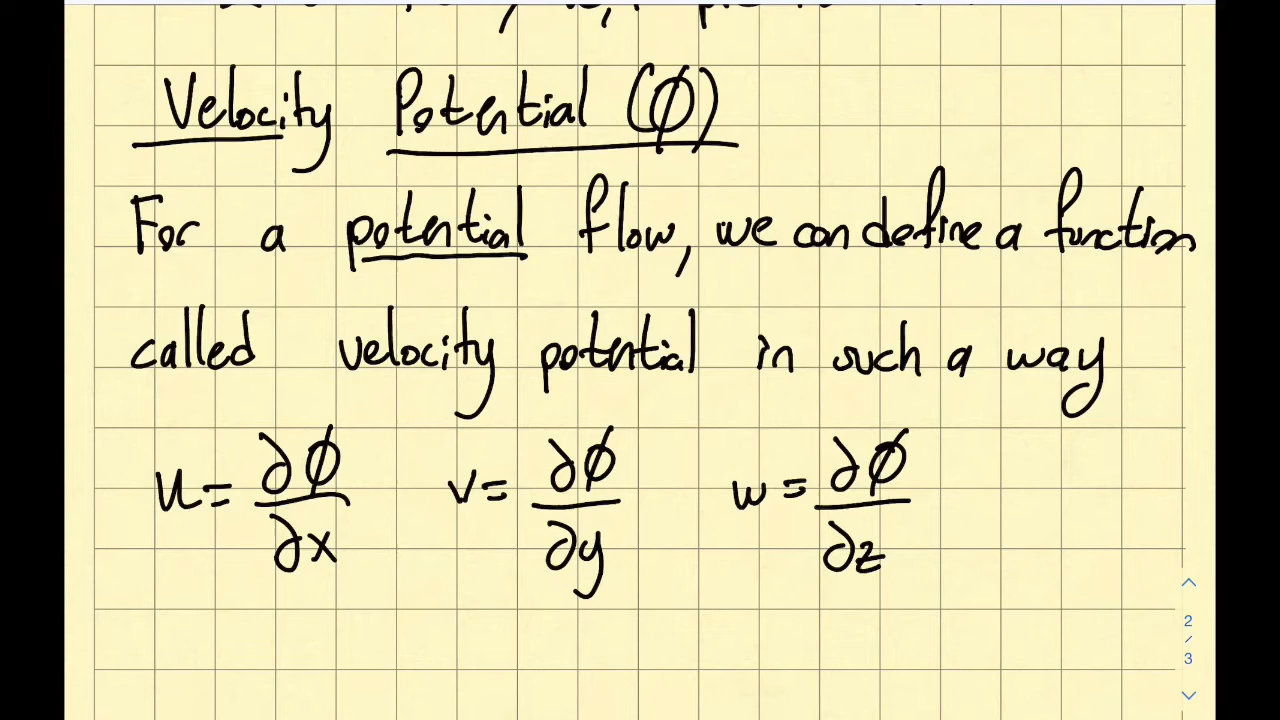 Velocity Potential (ϕ)
For a potential flow, we can define a function
called velocity potential in such a way
u = ∂ϕ/∂x v = ∂ϕ/∂y w = ∂ϕ/∂z
2
/
3